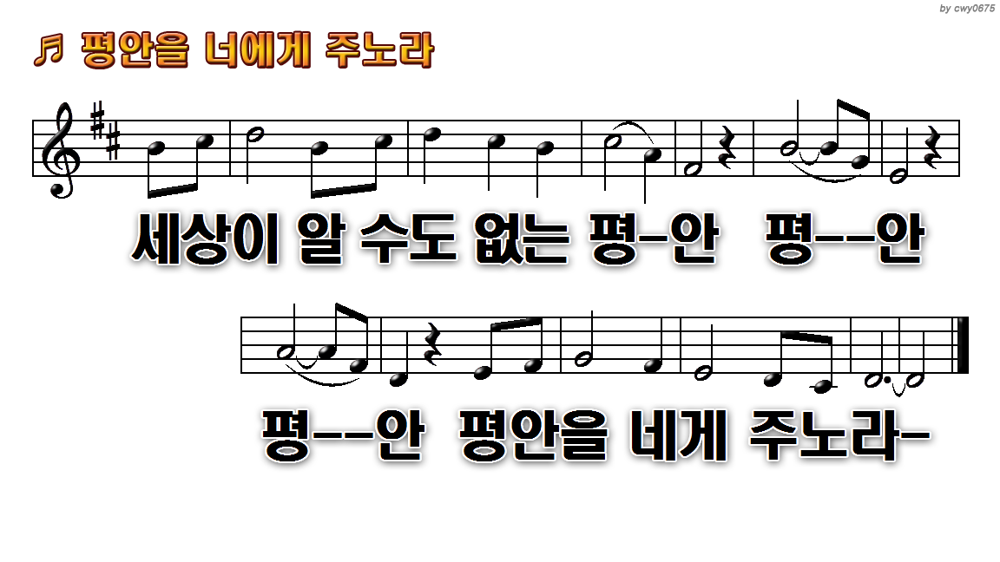 by cwy0675
♬ 평안을 너에게 주노라
세상이 알 수도 없는 평-안 평--안
평--안 평안을 네게 주노라-